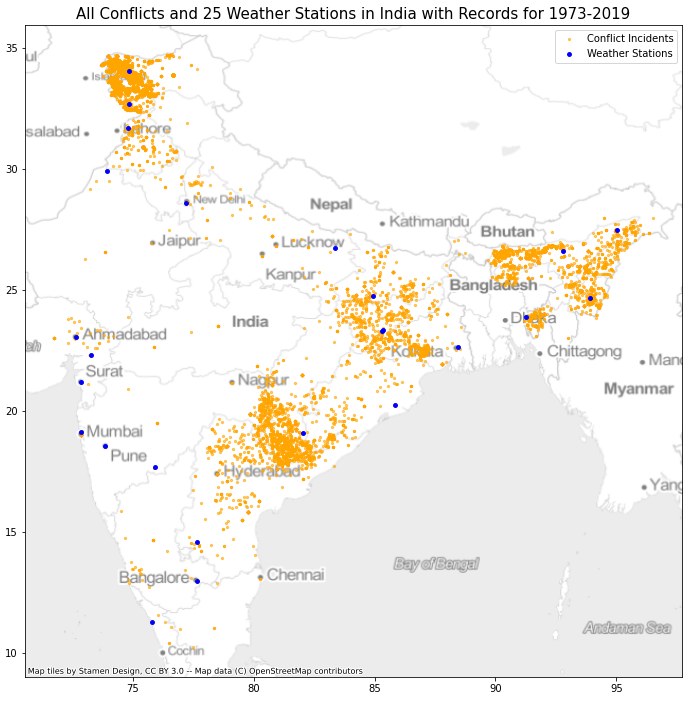 All Conflicts and 25 Weather Stations in India with Records for 1973-2019
Conflict Incidents
Weather Stations
35
30
25
20
15
10
75
80
85
90
95
salabad
Lahore
New Delhi
Nepal
Kathmandu
Bhutan
Jaipur
Lucknow
Kanpur
Bangladesh
Dhaka
India
Ahmadabad
Kolkata
Chittagong
Surat
Nagpur
Myanmar
Mumbai
Pune
Hyderabad
Yang
Bay of Bengal
Bangalore
Chennai
Andaman Sea
Cochin
Map tiles by Stamen Design, CC BY 3.0 -- Map data (C) OpenStreetMap contributors